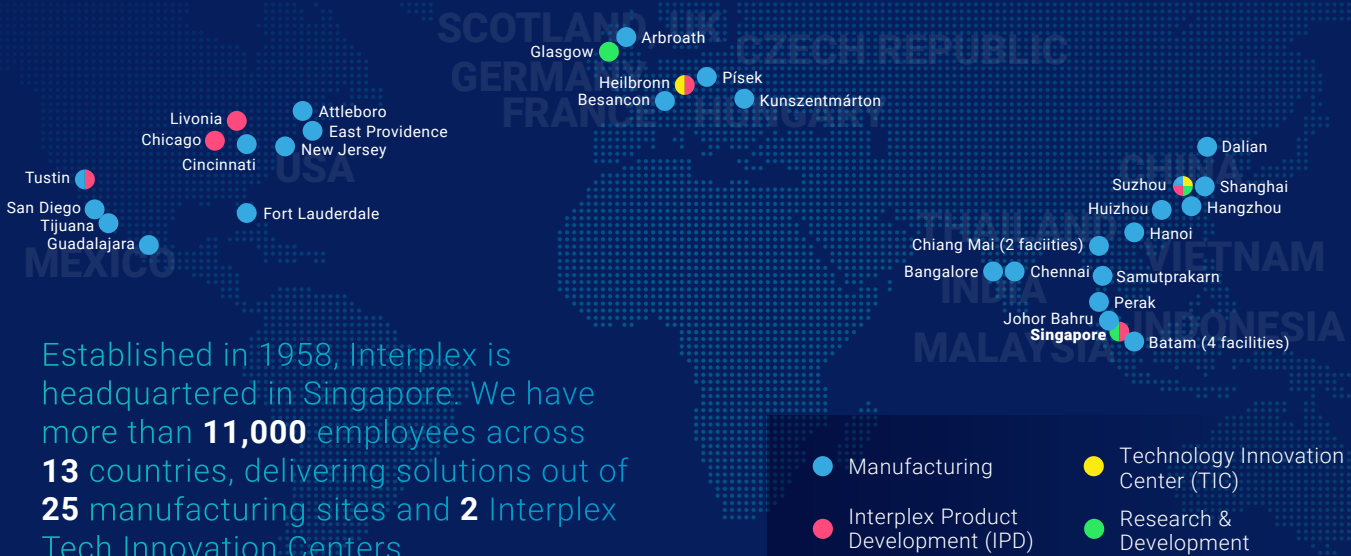 SCOTLAND, UK
Arbroath
Glasgow
CZECH REPUBLIC
GERMANY
Heilbronn
Písek
Besancon
Kunszentmárton
FRANCE
HUNGARY
Livonia
Attleboro
Chicago
East Providence
New Jersey
Cincinnati
USA
Tustin
San Diego
Fort Lauderdale
Tijuana
Guadalajara
MEXICO
Dalian
CHINA
Suzhou
Shanghai
Huizhou
Hangzhou
THAILAND
Hanoi
Chiang Mai (2 faciities)
VIETNAM
Bangalore
Chennai
Samutprakarn
INDIA
Perak
Johor Bahru
INDONESIA
Singapore
MALAYSIA
Batam (4 facilities)
Established in 1958, Interplex is
headquartered in Singapore. We have
more than 11,000 employees across
13 countries, delivering solutions out of
25 manufacturing sites and 2 Interplex
Tech Innovation Centers
Manufacturing
Technology Innovation
Center (TIC)
Interplex Product
Development (IPD)
Research &
Development